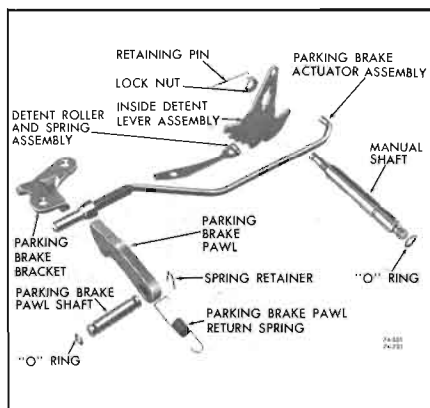 RETAINING PIN
LOCK NUT
INSIDE DETENT
LEVER ASSEMBLY
PARKING BRAKE
ACTUATOR ASSEMBLY
DETENT ROLLER
AND SPRING
ASSEMBLY
MANUAL
SHAFT
PARKING
BRAKE
BRACKET
PARKING
BRAKE
PAWL
"O" RING
SPRING RETAINER
PARKING BRAKE
PAWL SHAFT
PARKING BRAKE PAWL
RETURN SPRING
"O" RING